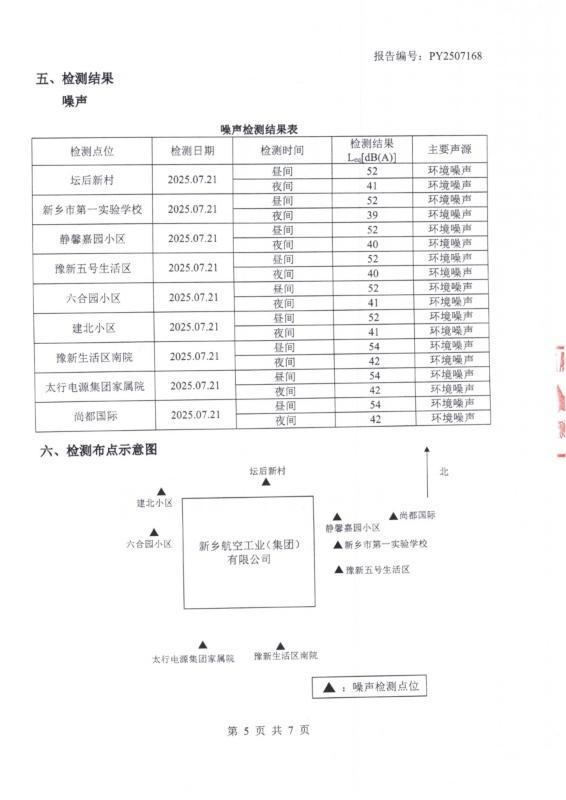 报告编号：PY2507168
五、检测结果
噪声
噪声检测结果表
检测点位 检测日期 检测时间 检测结果 Leq[dB(A)] 主要声源
坛后新村 2025.07.21 昼间 52 环境噪声
夜间 41 环境噪声
新乡市第一实验学校 2025.07.21 昼间 52 环境噪声
夜间 39 环境噪声
静馨嘉园小区 2025.07.21 昼间 52 环境噪声
夜间 40 环境噪声
豫新五号生活区 2025.07.21 昼间 52 环境噪声
夜间 40 环境噪声
六合园小区 2025.07.21 昼间 52 环境噪声
夜间 41 环境噪声
建北小区 2025.07.21 昼间 52 环境噪声
夜间 41 环境噪声
豫新生活区南院 2025.07.21 昼间 54 环境噪声
夜间 42 环境噪声
太行电源集团家属院 2025.07.21 昼间 54 环境噪声
夜间 42 环境噪声
尚都国际 2025.07.21 昼间 54 环境噪声
夜间 42 环境噪声
六、检测布点示意图
北
坛后新村
▲
▲
建北小区
▲
六合园小区
新乡航空工业（集团）
有限公司
▲
静馨嘉园小区
▲尚都国际
▲新乡市第一实验学校
▲豫新五号生活区
▲
太行电源集团家属院
▲
豫新生活区南院
▲：噪声检测点位
第 5 页 共 7 页